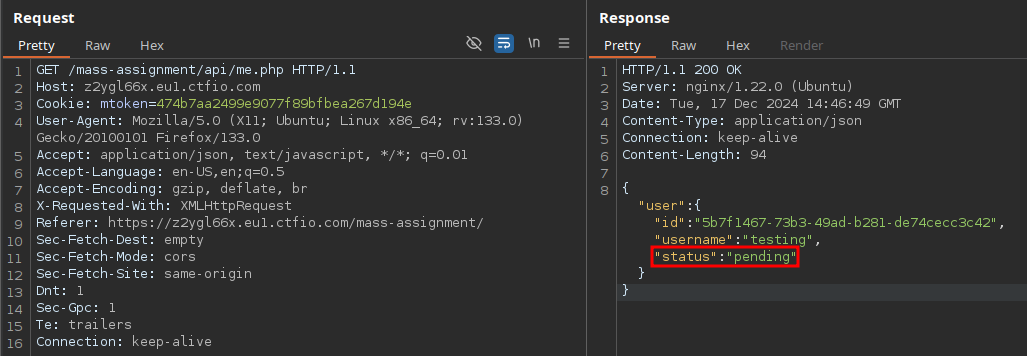 Request
Pretty Raw Hex \n
1 GET /mass-assignment/api/me.php HTTP/1.1
2 Host: z2ygl66x.eu1.ctfio.com
3 Cookie: mtoken=474b7aa2499e9077f89bfbea267d194e
4 User-Agent: Mozilla/5.0 (X11; Ubuntu; Linux x86_64; rv:133.0)
Gecko/20100101 Firefox/133.0
5 Accept: application/json, text/javascript, */*; q=0.01
6 Accept-Language: en-US,en;q=0.5
7 Accept-Encoding: gzip, deflate, br
8 X-Requested-With: XMLHttpRequest
9 Referer: https://z2ygl66x.eu1.ctfio.com/mass-assignment/
10 Sec-Fetch-Dest: empty
11 Sec-Fetch-Mode: cors
12 Sec-Fetch-Site: same-origin
13 Dnt: 1
14 Sec-Gpc: 1
15 Te: trailers
16 Connection: keep-alive
Response
Pretty Raw Hex Render
1 HTTP/1.1 200 OK
2 Server: nginx/1.22.0 (Ubuntu)
3 Date: Tue, 17 Dec 2024 14:46:49 GMT
4 Content-Type: application/json
5 Connection: keep-alive
6 Content-Length: 94
7
8 {
"user":{
"id":"5b7f1467-73b3-49ad-b281-de74cecc3c42",
"username":"testing",
"status":"pending"
}
}